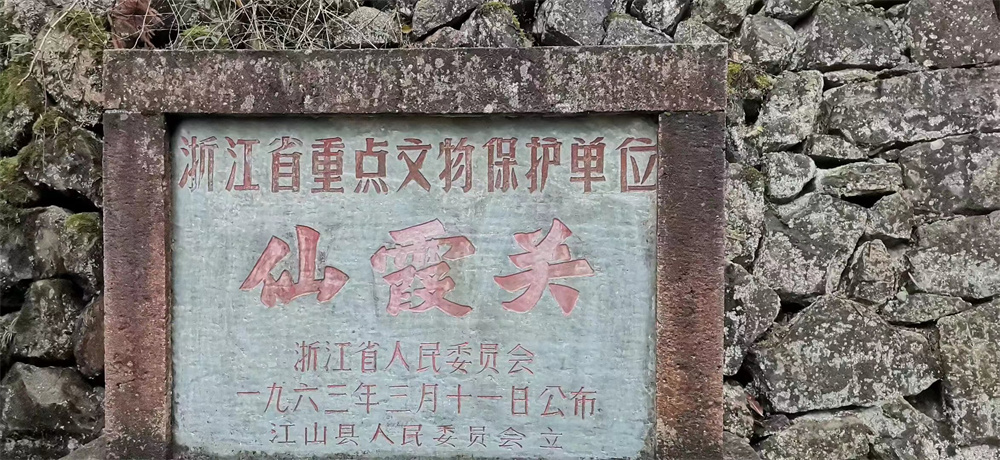 浙江省重点文物保护单位
仙霞关
浙江省人民委员会
一九六三年三月十一日公布
江山县人民委员会立